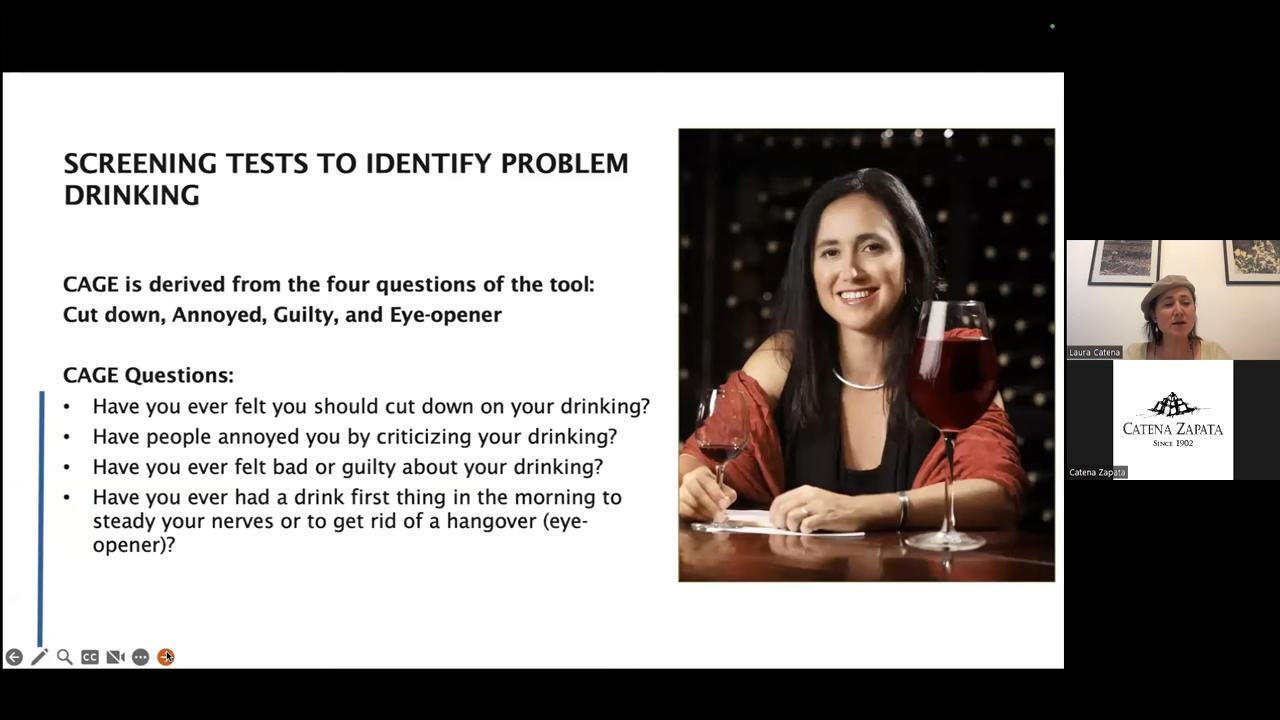 SCREENING TESTS TO IDENTIFY PROBLEM
DRINKING
CAGE is derived from the four questions of the tool:
Cut down, Annoyed, Guilty, and Eye-opener
CAGE Questions:
• Have you ever felt you should cut down on your drinking?
• Have people annoyed you by criticizing your drinking?
• Have you ever felt bad or guilty about your drinking?
• Have you ever had a drink first thing in the morning to
steady your nerves or to get rid of a hangover (eye-
opener)?
CC
Laura Catena
CATENA ZAPATA
SINCE 1902
Catena Zapata